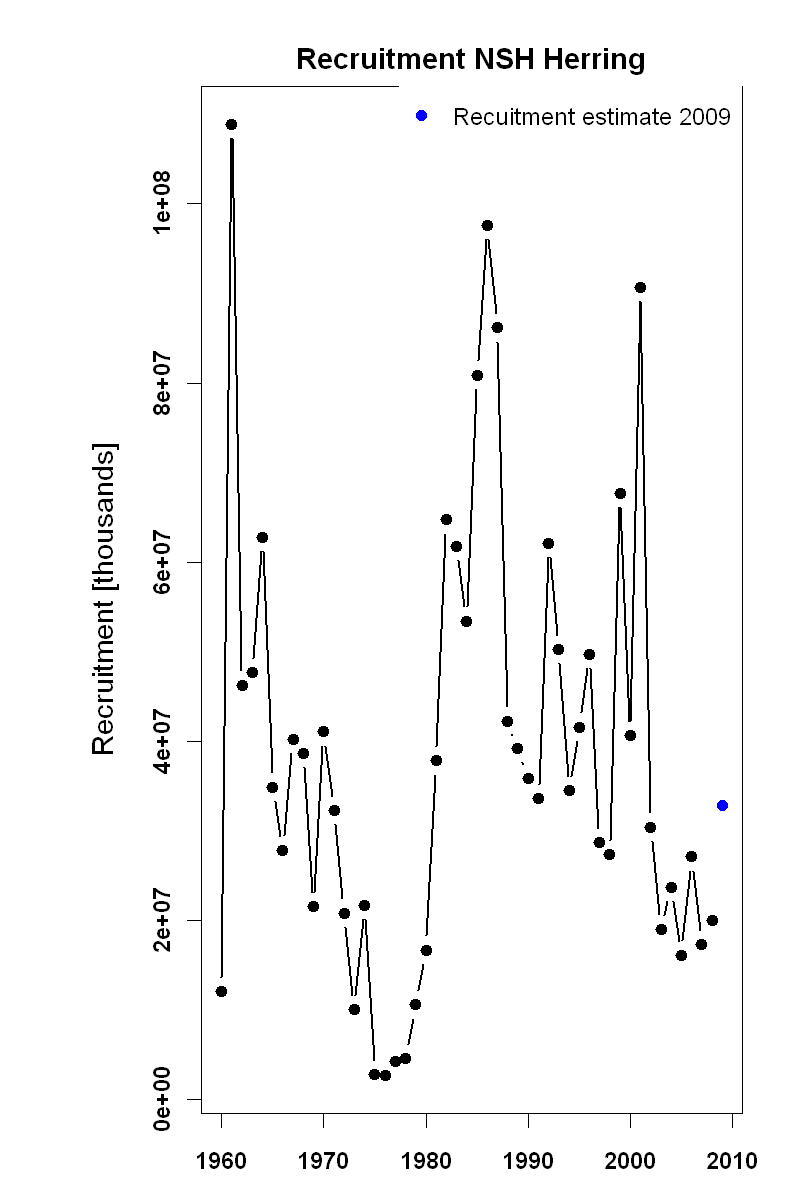 Recruitment NSH Herring
Recuitment estimate 2009
Recruitment [thousands]
1e+08
8e+07
6e+07
4e+07
2e+07
0e+00
1960 1970 1980 1990 2000 2010